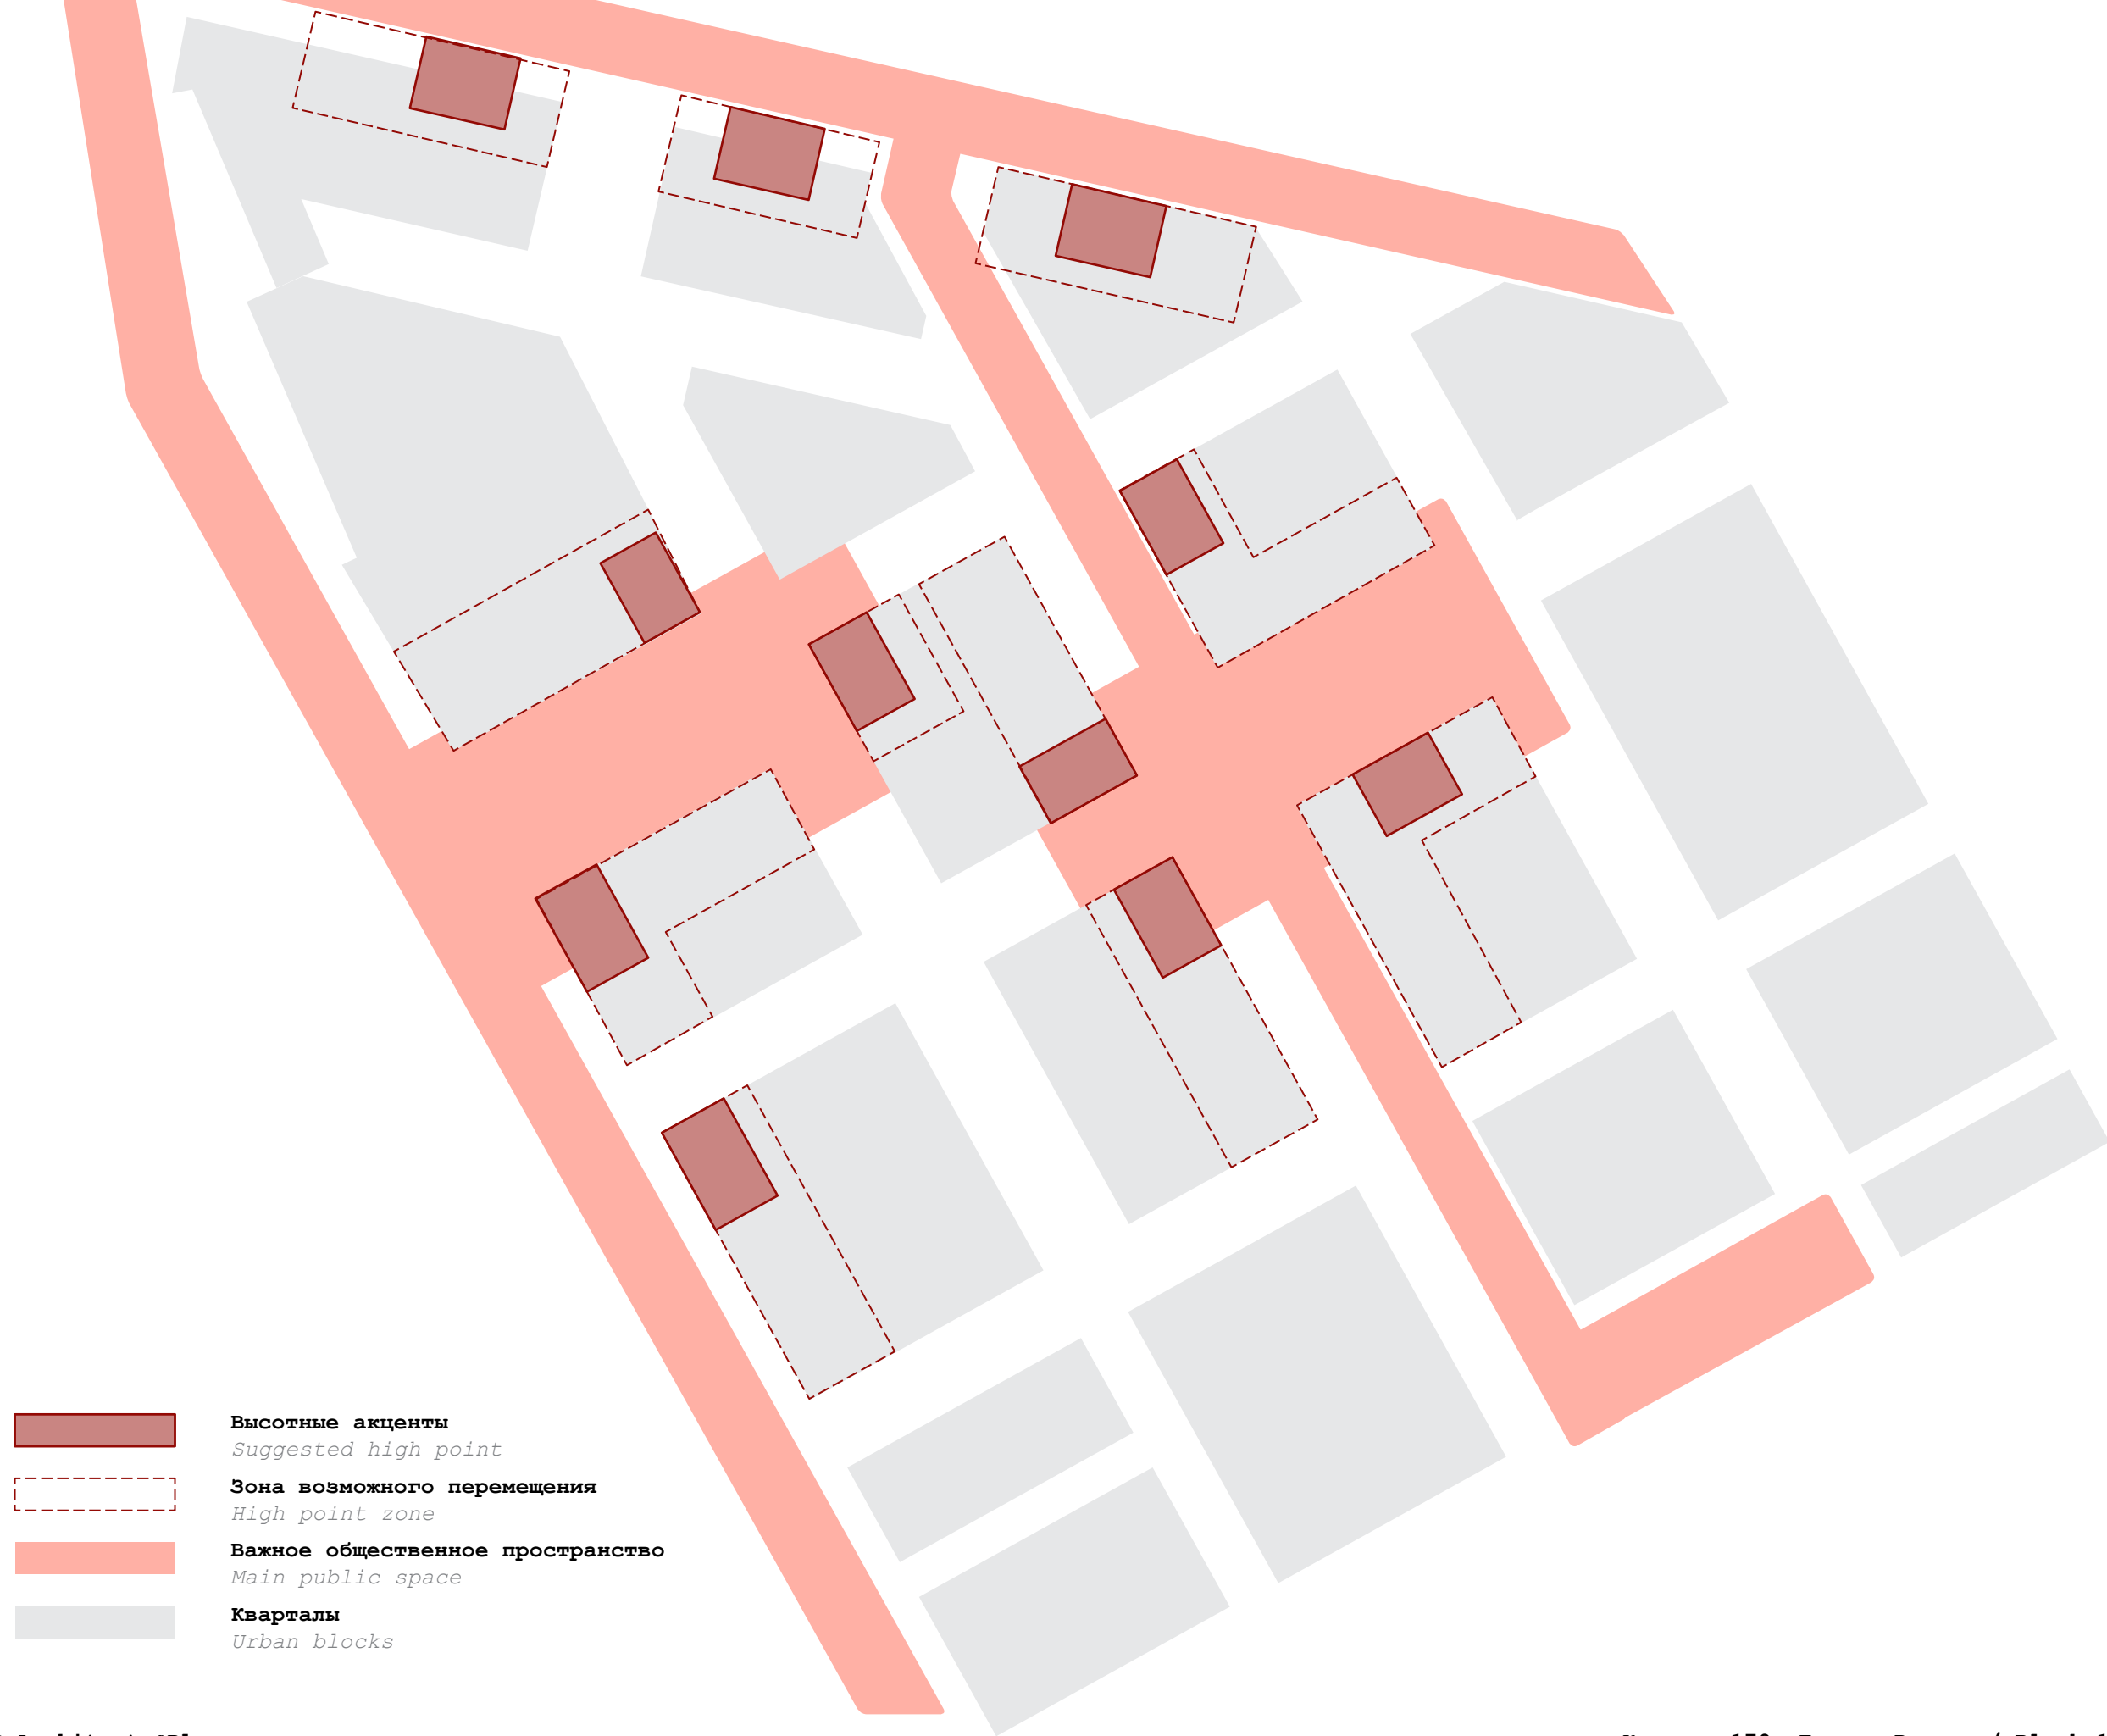 Высотные акценты
Suggested high point
Зона возможного перемещения
High point zone
Важное общественное пространство
Main public space
Кварталы
Urban blocks